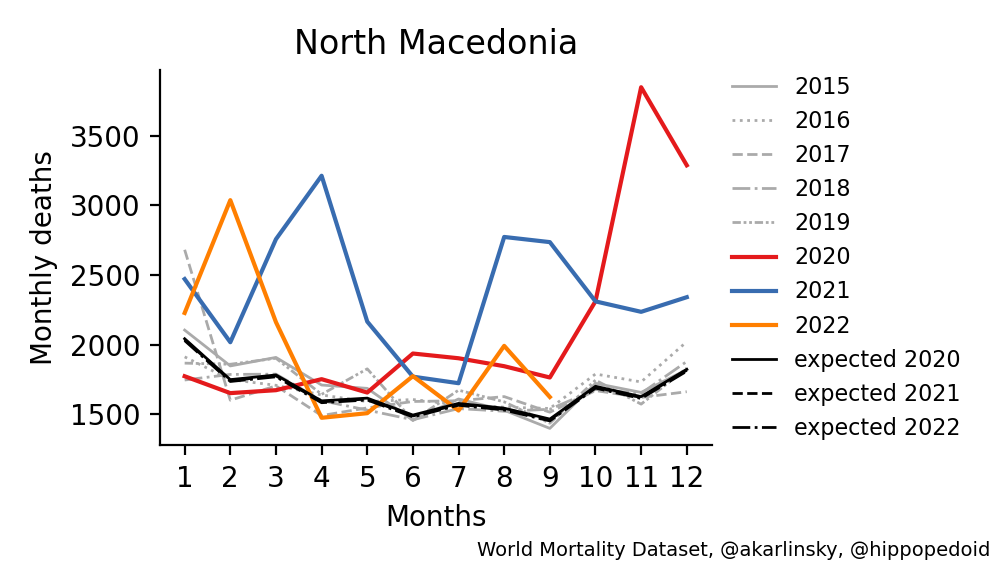 North Macedonia
Monthly deaths
3500
3000
2500
2000
1500
1 2 3 4 5 6 7 8 9 10 11 12
Months
2015
2016
2017
2018
2019
2020
2021
2022
expected 2020
expected 2021
expected 2022
World Mortality Dataset, @akarlinsky, @hippopedoid